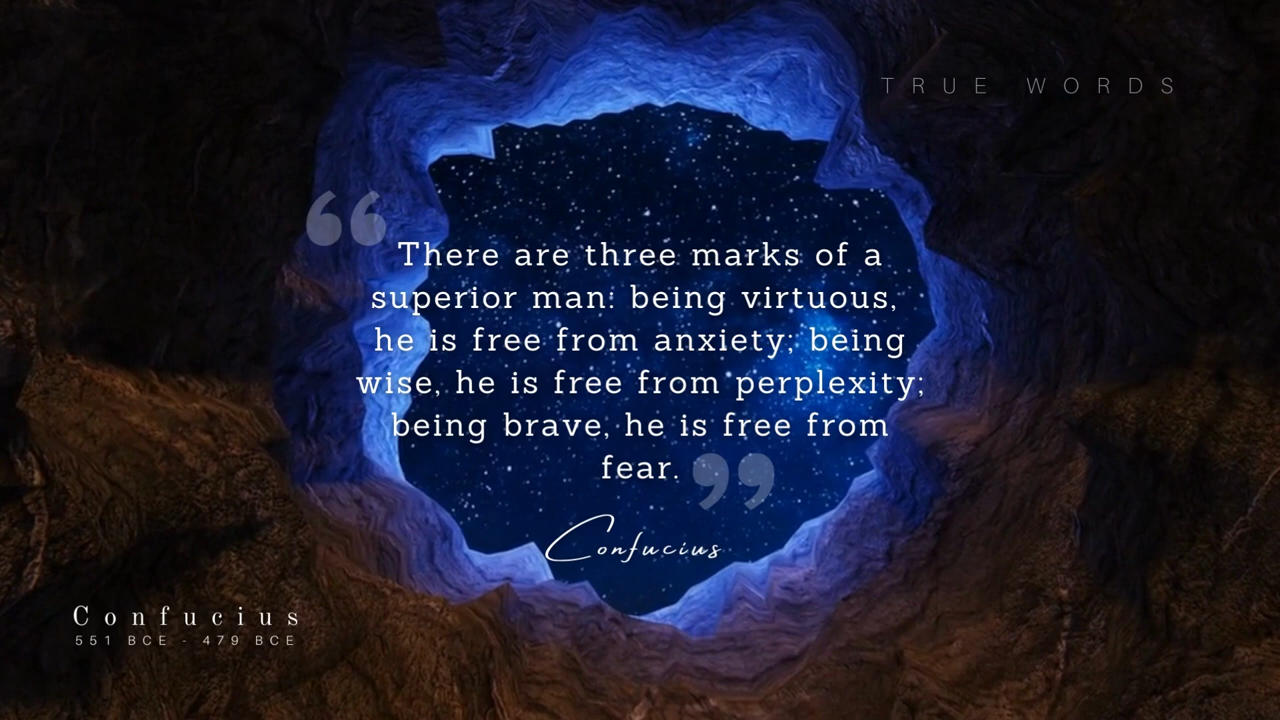 TRUE WORDS
“There are three marks of a
superior man: being virtuous,
he is free from anxiety; being
wise, he is free from perplexity;
being brave, he is free from
fear.”
Confucius
Confucius
551 BCE - 479 BCE